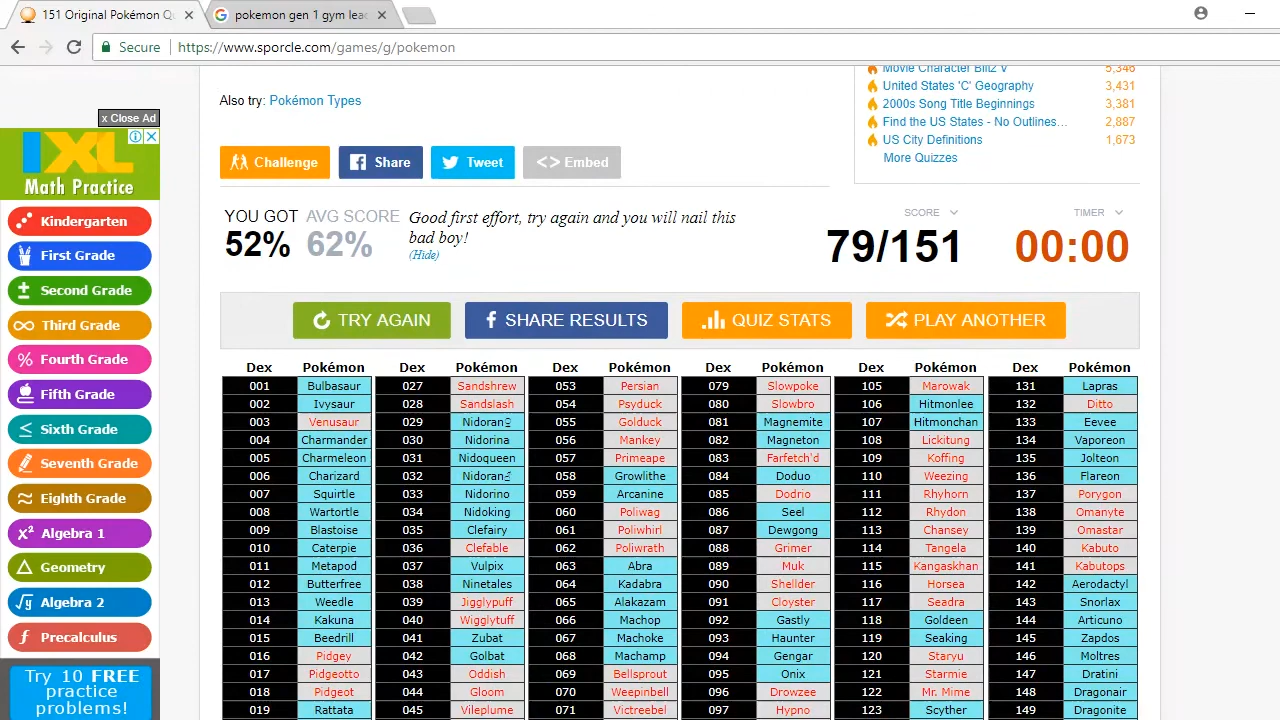 151 Original Pokémon Qu
pokemon gen 1 gym lead
Secure
https://www.sporcle.com/games/g/pokemon
Also try: Pokémon Types
Movie Character Blitz V 5,346
United States 'C' Geography 3,431
2000s Song Title Beginnings 3,381
Find the US States - No Outlines… 2,887
US City Definitions 1,673
More Quizzes
Challenge
Share
Tweet
<> Embed
YOU GOT
52%
AVG SCORE
62%
Good first effort, try again and you will nail this
bad boy!
(Hide)
SCORE
79/151
TIMER
00:00
TRY AGAIN
SHARE RESULTS
QUIZ STATS
PLAY ANOTHER
x Close Ad
IXL
Math Practice
Kindergarten
First Grade
Second Grade
Third Grade
Fourth Grade
Fifth Grade
Sixth Grade
Seventh Grade
Eighth Grade
Algebra 1
Geometry
Algebra 2
Precalculus
Try 10 FREE
practice
problems!
Dex Pokémon Dex Pokémon Dex Pokémon Dex Pokémon Dex Pokémon Dex Pokémon
001 Bulbasaur 027 Sandshrew 053 Persian 079 Slowpoke 105 Marowak 131 Lapras
002 Ivysaur 028 Sandslash 054 Psyduck 080 Slowbro 106 Hitmonlee 132 Ditto
003 Venusaur 029 Nidoran♀ 055 Golduck 081 Magnemite 107 Hitmonchan 133 Eevee
004 Charmander 030 Nidorina 056 Mankey 082 Magneton 108 Lickitung 134 Vaporeon
005 Charmeleon 031 Nidoqueen 057 Primeape 083 Farfetch'd 109 Koffing 135 Jolteon
006 Charizard 032 Nidoran♂ 058 Growlithe 084 Doduo 110 Weezing 136 Flareon
007 Squirtle 033 Nidorino 059 Arcanine 085 Dodrio 111 Rhyhorn 137 Porygon
008 Wartortle 034 Nidoking 060 Poliwag 086 Seel 112 Rhydon 138 Omanyte
009 Blastoise 035 Clefairy 061 Poliwhirl 087 Dewgong 113 Chansey 139 Omastar
010 Caterpie 036 Clefable 062 Poliwrath 088 Grimer 114 Tangela 140 Kabuto
011 Metapod 037 Vulpix 063 Abra 089 Muk 115 Kangaskhan 141 Kabutops
012 Butterfree 038 Ninetales 064 Kadabra 090 Shellder 116 Horsea 142 Aerodactyl
013 Weedle 039 Jigglypuff 065 Alakazam 091 Cloyster 117 Seadra 143 Snorlax
014 Kakuna 040 Wigglytuff 066 Machop 092 Gastly 118 Goldeen 144 Articuno
015 Beedrill 041 Zubat 067 Machoke 093 Haunter 119 Seaking 145 Zapdos
016 Pidgey 042 Golbat 068 Machamp 094 Gengar 120 Staryu 146 Moltres
017 Pidgeotto 043 Oddish 069 Bellsprout 095 Onix 121 Starmie 147 Dratini
018 Pidgeot 044 Gloom 070 Weepinbell 096 Drowzee 122 Mr. Mime 148 Dragonair
019 Rattata 045 Vileplume 071 Victreebel 097 Hypno 123 Scyther 149 Dragonite